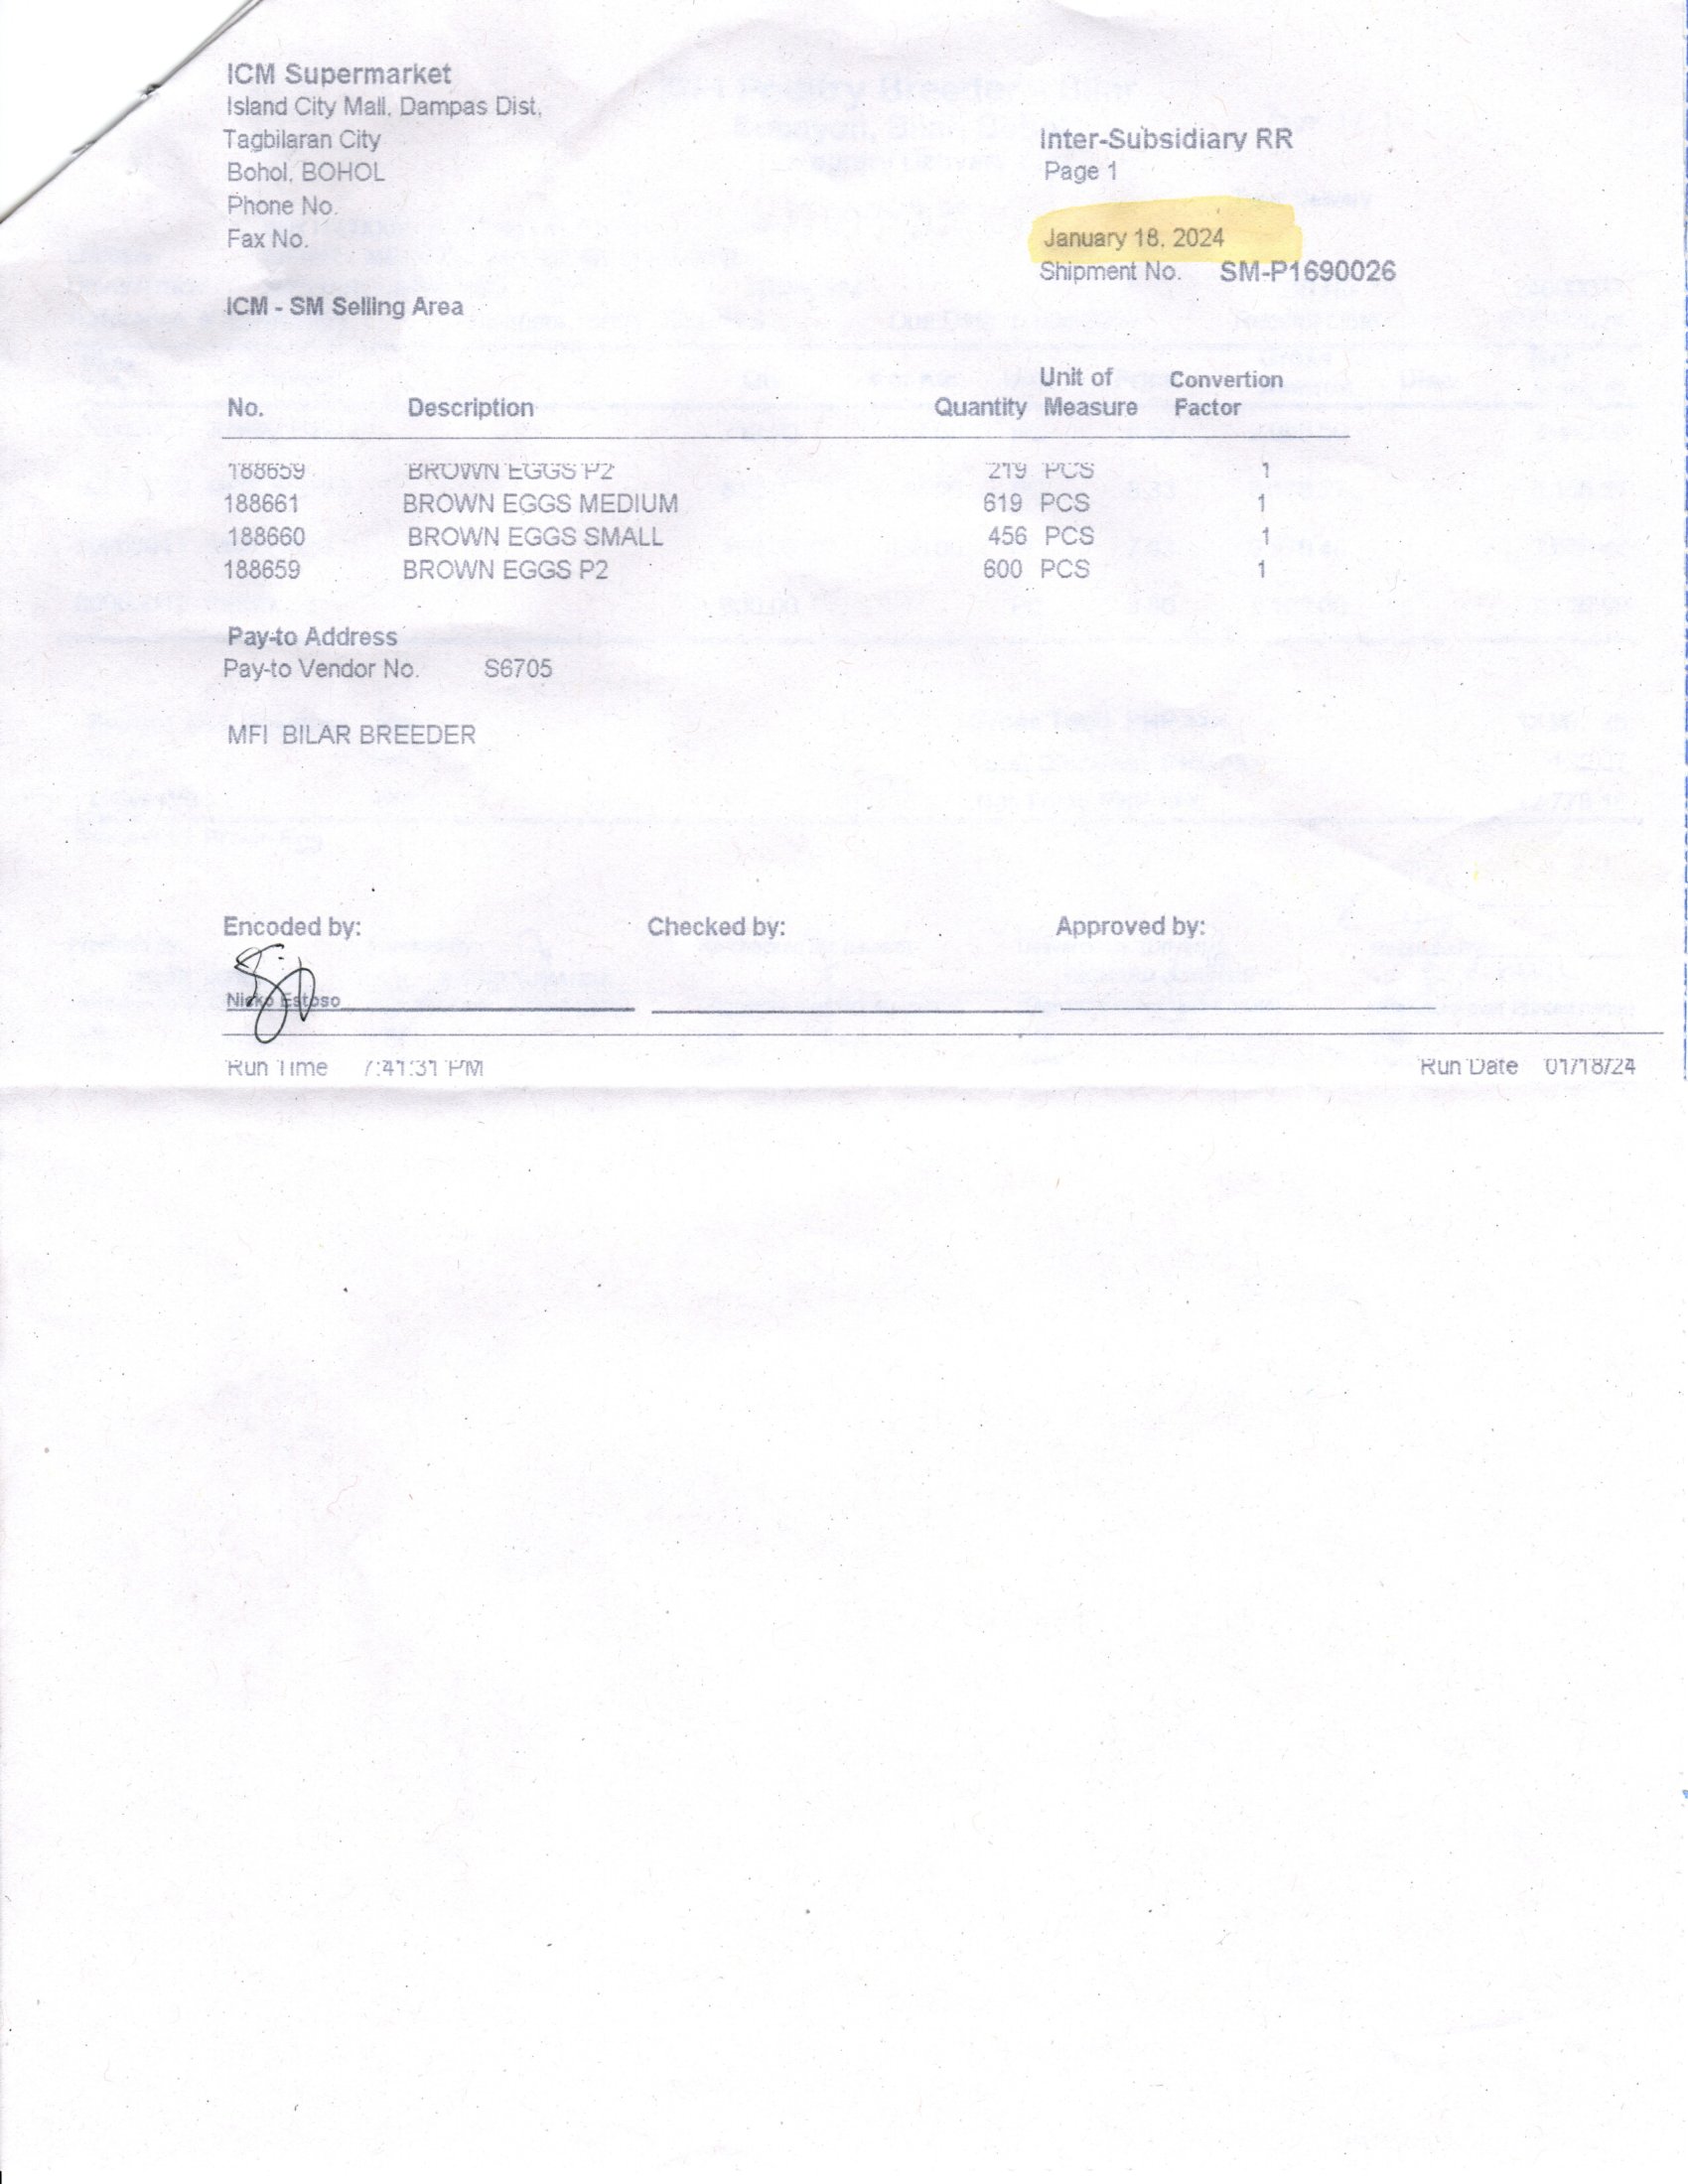 ICM Supermarket
Island City Mall, Dampas Dist,
Tagbilaran City
Bohol, BOHOL
Phone No.
Fax No.
Inter-Subsidiary RR
Page 1
January 18, 2024
Shipment No. SM-P1690026
ICM - SM Selling Area
No. Description Quantity Unit of Measure Convertion Factor
188659 BROWN EGGS P2 219 PCS 1
188661 BROWN EGGS MEDIUM 619 PCS 1
188660 BROWN EGGS SMALL 456 PCS 1
188659 BROWN EGGS P2 600 PCS 1
Pay-to Address
Pay-to Vendor No. S6705
MFI BILAR BREEDER
Encoded by: Checked by: Approved by:
Nicko Estoso
Run Time 7:41:31 PM Run Date 01/18/24